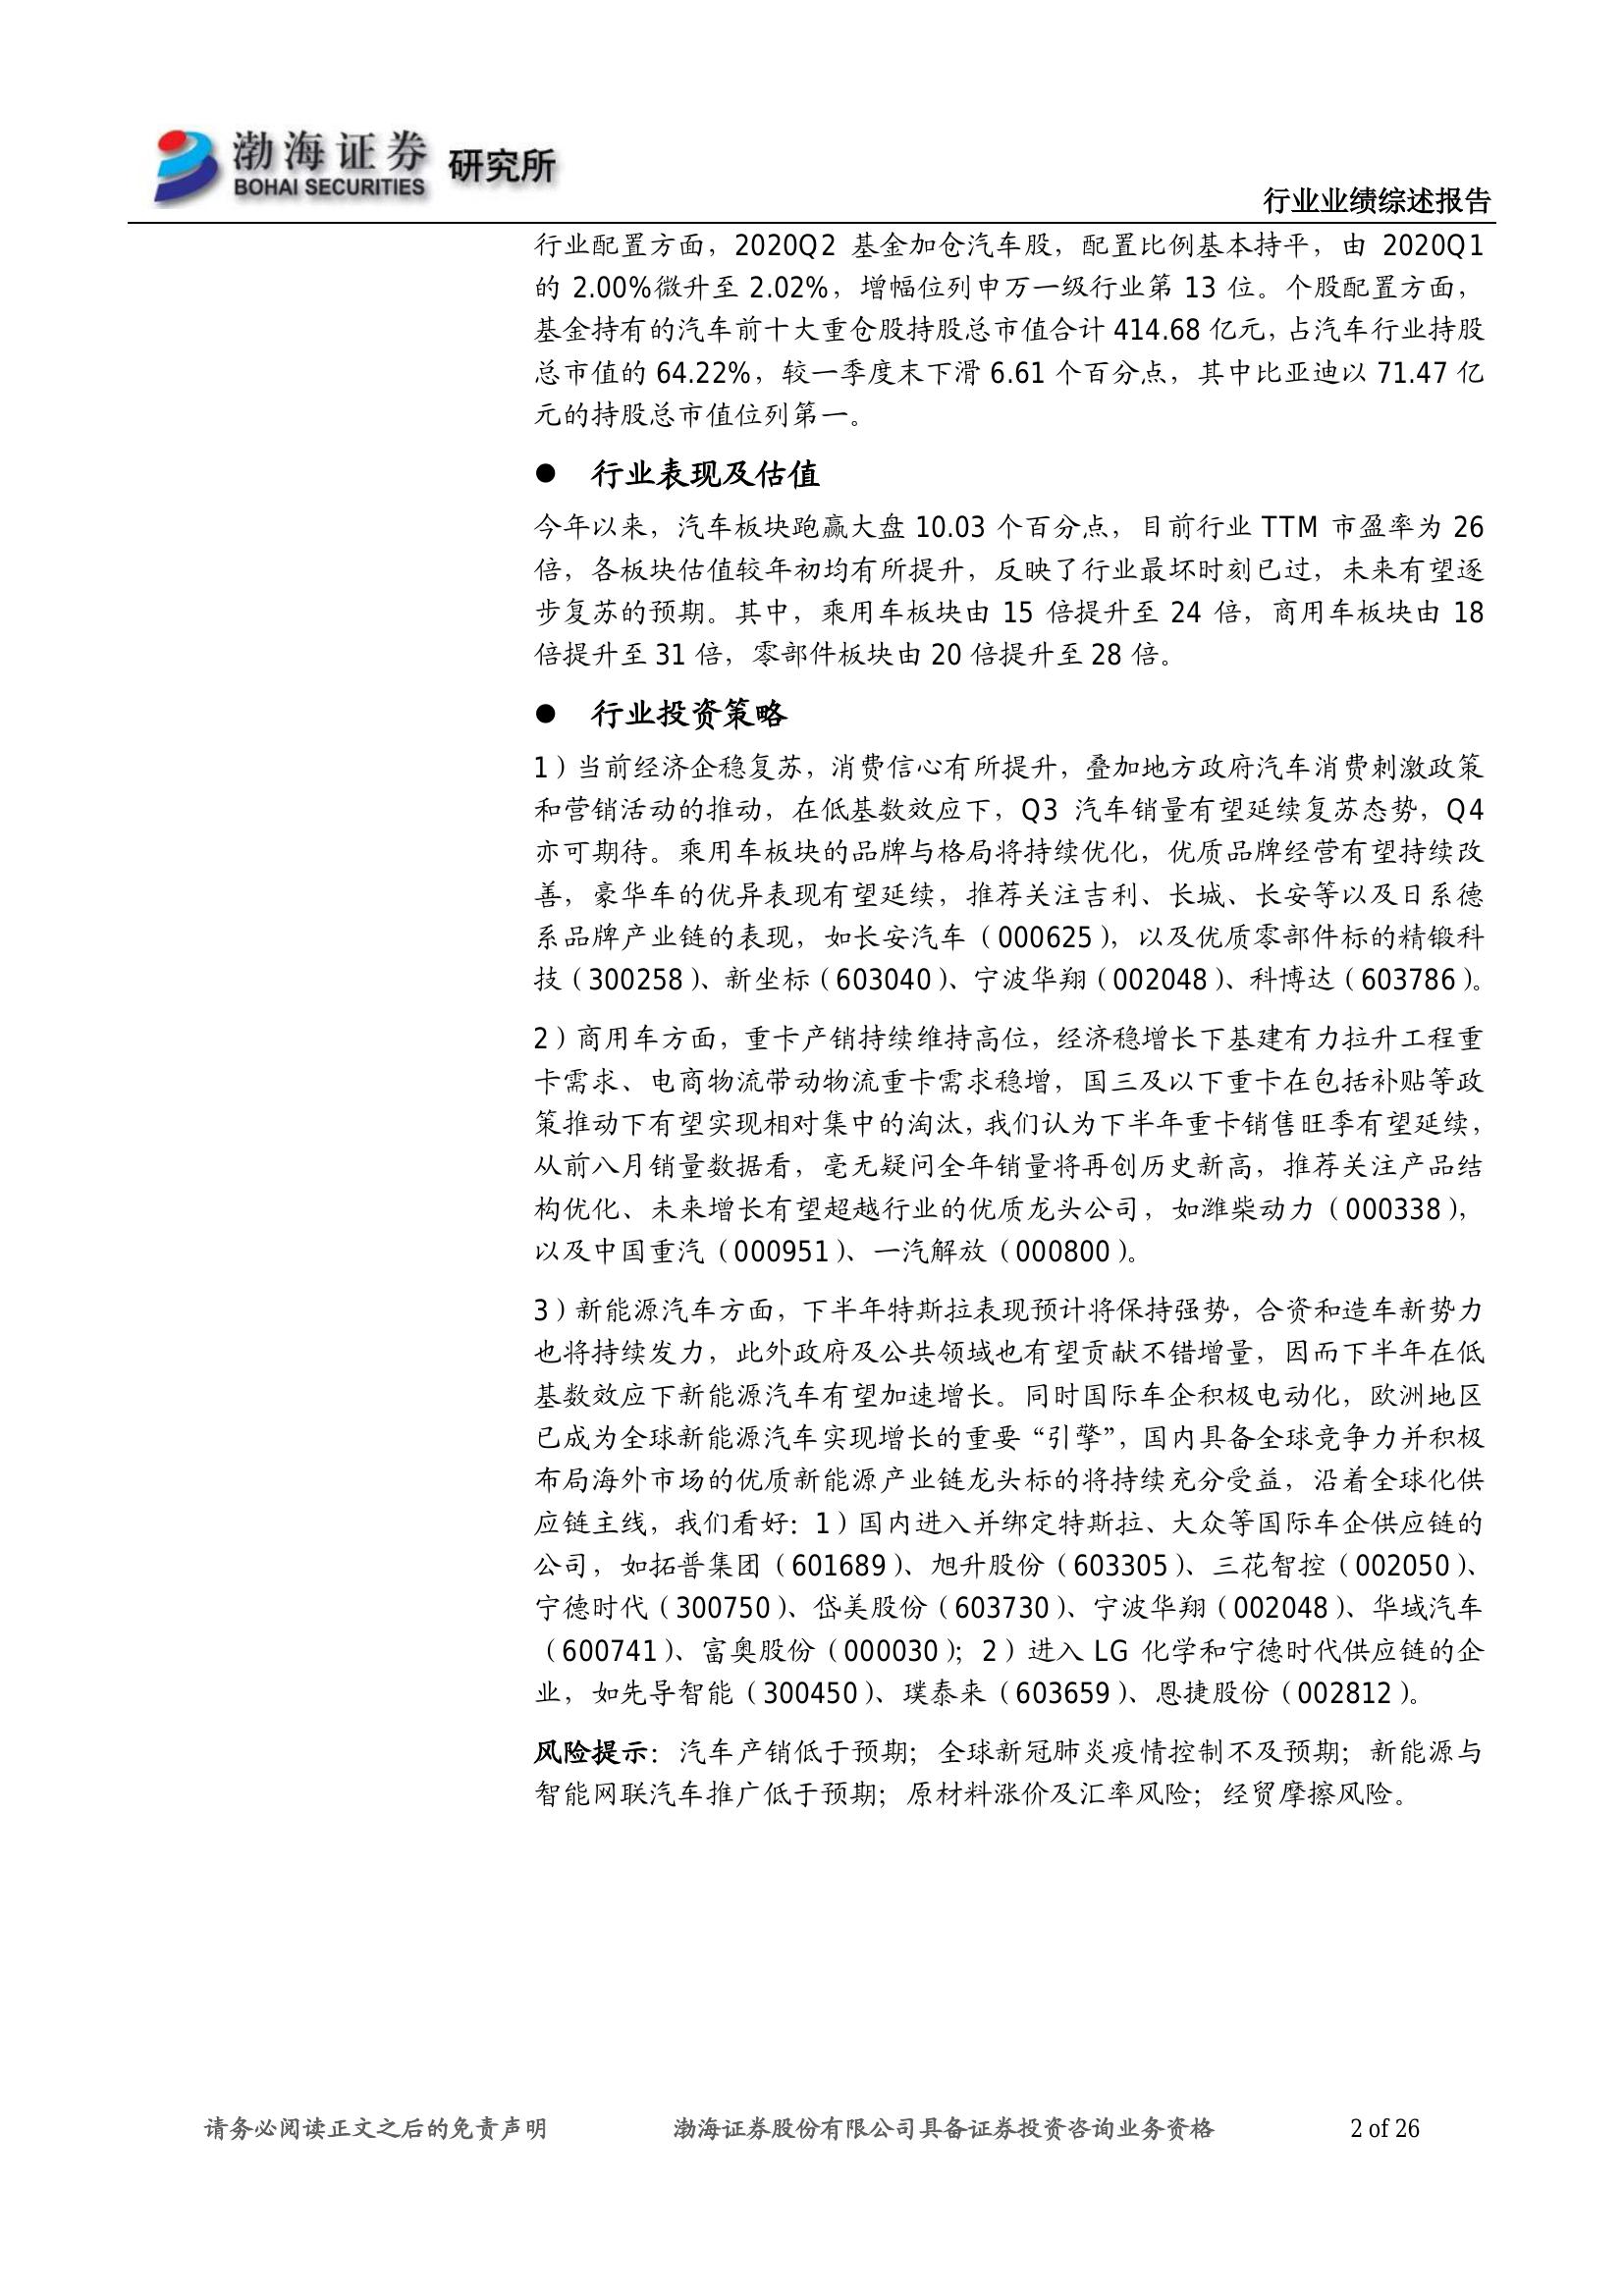 渤海证券 研究所
BOHAI SECURITIES
行业业绩综述报告
行业配置方面，2020Q2 基金加仓汽车股，配置比例基本持平，由 2020Q1
的 2.00%微升至 2.02%，增幅位列申万一级行业第 13 位。个股配置方面，
基金持有的汽车前十大重仓股持股总市值合计 414.68 亿元，占汽车行业持股
总市值的 64.22%，较一季度末下滑 6.61 个百分点，其中比亚迪以 71.47 亿
元的持股总市值位列第一。
● 行业表现及估值
今年以来，汽车板块跑赢大盘 10.03 个百分点，目前行业 TTM 市盈率为 26
倍，各板块估值较年初均有所提升，反映了行业最坏时刻已过，未来有望逐
步复苏的预期。其中，乘用车板块由 15 倍提升至 24 倍，商用车板块由 18
倍提升至 31 倍，零部件板块由 20 倍提升至 28 倍。
● 行业投资策略
1）当前经济企稳复苏，消费信心有所提升，叠加地方政府汽车消费刺激政策
和营销活动的推动，在低基数效应下，Q3 汽车销量有望延续复苏态势，Q4
亦可期待。乘用车板块的品牌与格局将持续优化，优质品牌经营有望持续改
善，豪华车的优异表现有望延续，推荐关注吉利、长城、长安等以及日系德
系品牌产业链的表现，如长安汽车（000625），以及优质零部件标的精锻科
技（300258）、新坐标（603040）、宁波华翔（002048）、科博达（603786）。
2）商用车方面，重卡产销持续维持高位，经济稳增长下基建有力拉升工程重
卡需求、电商物流带动物流重卡需求稳增，国三及以下重卡在包括补贴等政
策推动下有望实现相对集中的淘汰，我们认为下半年重卡销售旺季有望延续，
从前八月销量数据看，毫无疑问全年销量将再创历史新高，推荐关注产品结
构优化、未来增长有望超越行业的优质龙头公司，如潍柴动力（000338），
以及中国重汽（000951）、一汽解放（000800）。
3）新能源汽车方面，下半年特斯拉表现预计将保持强势，合资和造车新势力
也将持续发力，此外政府及公共领域也有望贡献不错增量，因而下半年在低
基数效应下新能源汽车有望加速增长。同时国际车企积极电动化，欧洲地区
已成为全球新能源汽车实现增长的重要“引擎”，国内具备全球竞争力并积极
布局海外市场的优质新能源产业链龙头标的将持续充分受益，沿着全球化供
应链主线，我们看好：1）国内进入并绑定特斯拉、大众等国际车企供应链的
公司，如拓普集团（601689）、旭升股份（603305）、三花智控（002050）、
宁德时代（300750）、岱美股份（603730）、宁波华翔（002048）、华域汽车
（600741）、富奥股份（000030）；2）进入 LG 化学和宁德时代供应链的企
业，如先导智能（300450）、璞泰来（603659）、恩捷股份（002812）。
风险提示：汽车产销低于预期；全球新冠肺炎疫情控制不及预期；新能源与
智能网联汽车推广低于预期；原材料涨价及汇率风险；经贸摩擦风险。
请务必阅读正文之后的免责声明 渤海证券股份有限公司具备证券投资咨询业务资格 2 of 26